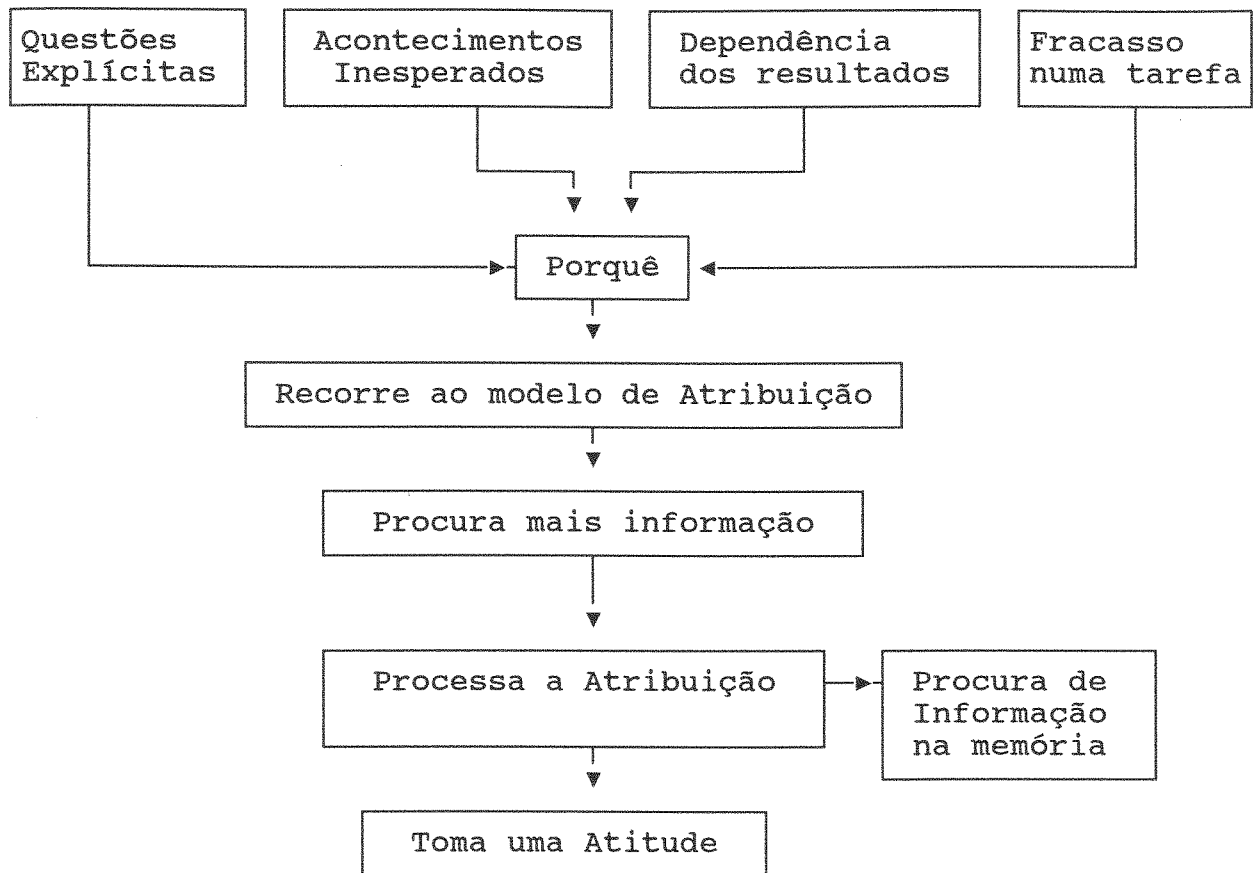 Questões
Explícitas
Acontecimentos
Inesperados
Dependência
dos resultados
Fracasso
numa tarefa
Porquê
Recorre ao modelo de Atribuição
Procura mais informação
Processa a Atribuição
Procura de
Informação
na memória
Toma uma Atitude